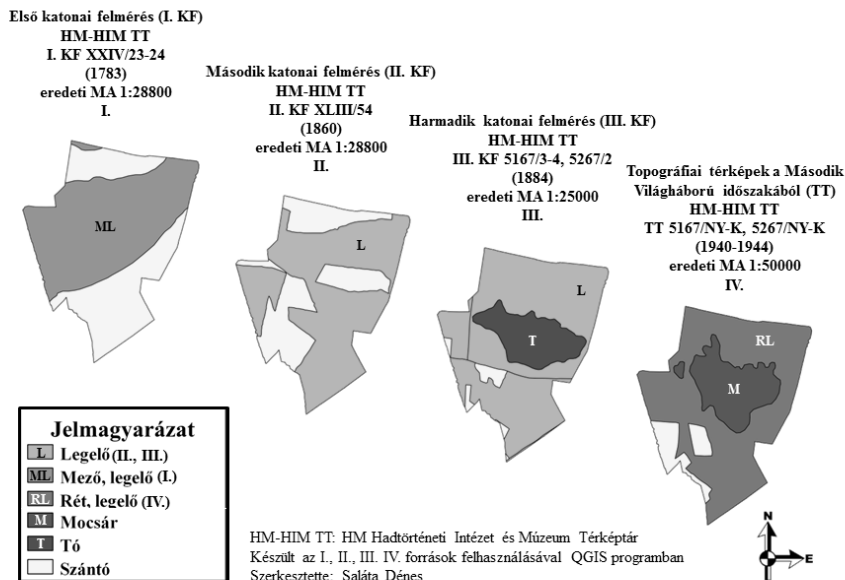 Első katonai felmérés (I. KF)
HM-HIM TT
I. KF XXIV/23-24
(1783)
eredeti MA 1:28800
I.
ML
Második katonai felmérés (II. KF)
HM-HIM TT
II. KF XLIII/54
(1860)
eredeti MA 1:28800
II.
L
Harmadik katonai felmérés (III. KF)
HM-HIM TT
III. KF 5167/3-4, 5267/2
(1884)
eredeti MA 1:25000
III.
L
T
Topográfiai térképek a Második
Világháború időszakából (TT)
HM-HIM TT
TT 5167/NY-K, 5267/NY-K
(1940-1944)
eredeti MA 1:50000
IV.
RL
M
Jelmagyarázat
L Legelő (II., III.)
ML Mező, legelő (I.)
RL Rét, legelő (IV.)
M Mocsár
T Tó
Szántó
HM-HIM TT: HM Hadtörténeti Intézet és Múzeum Térképtár
Készült az I., II., III. IV. források felhasználásával QGIS programban
Szerkesztette: Saláta Dénes
N
E